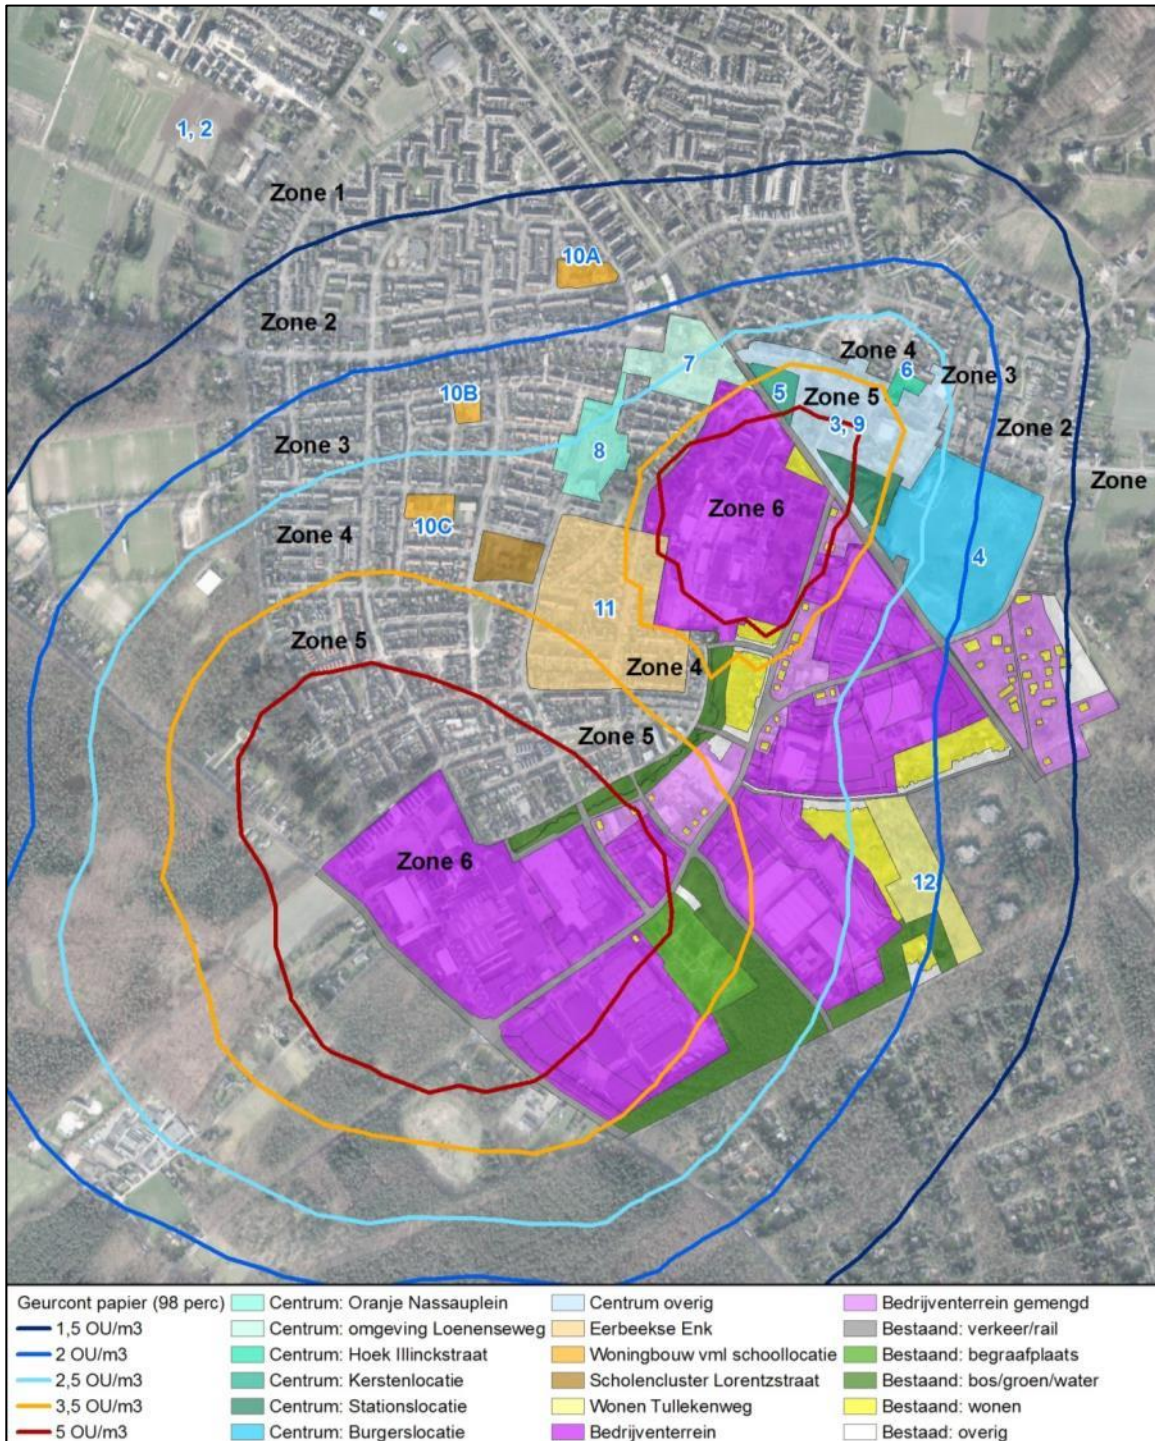 1, 2
Zone 1
10A
Zone 2
7
Zone 4
6
Zone 3
10B
5
Zone 5
3, 9
Zone 2
Zone 3
8
Zone
Zone 6
10C
Zone 4
4
11
Zone 5
Zone 4
Zone 5
Zone 6
12
Geurcont papier (98 perc)
1,5 OU/m3
2 OU/m3
2,5 OU/m3
3,5 OU/m3
5 OU/m3
Centrum: Oranje Nassauplein
Centrum: omgeving Loenenseweg
Centrum: Hoek Illinckstraat
Centrum: Kerstenlocatie
Centrum: Stationslocatie
Centrum: Burgerslocatie
Centrum overig
Eerbeekse Enk
Woningbouw vml schoollocatie
Scholencluster Lorentzstraat
Wonen Tullekenweg
Bedrijventerrein
Bedrijventerrein gemengd
Bestaand: verkeer/rail
Bestaand: begraafplaats
Bestaand: bos/groen/water
Bestaand: wonen
Bestaad: overig